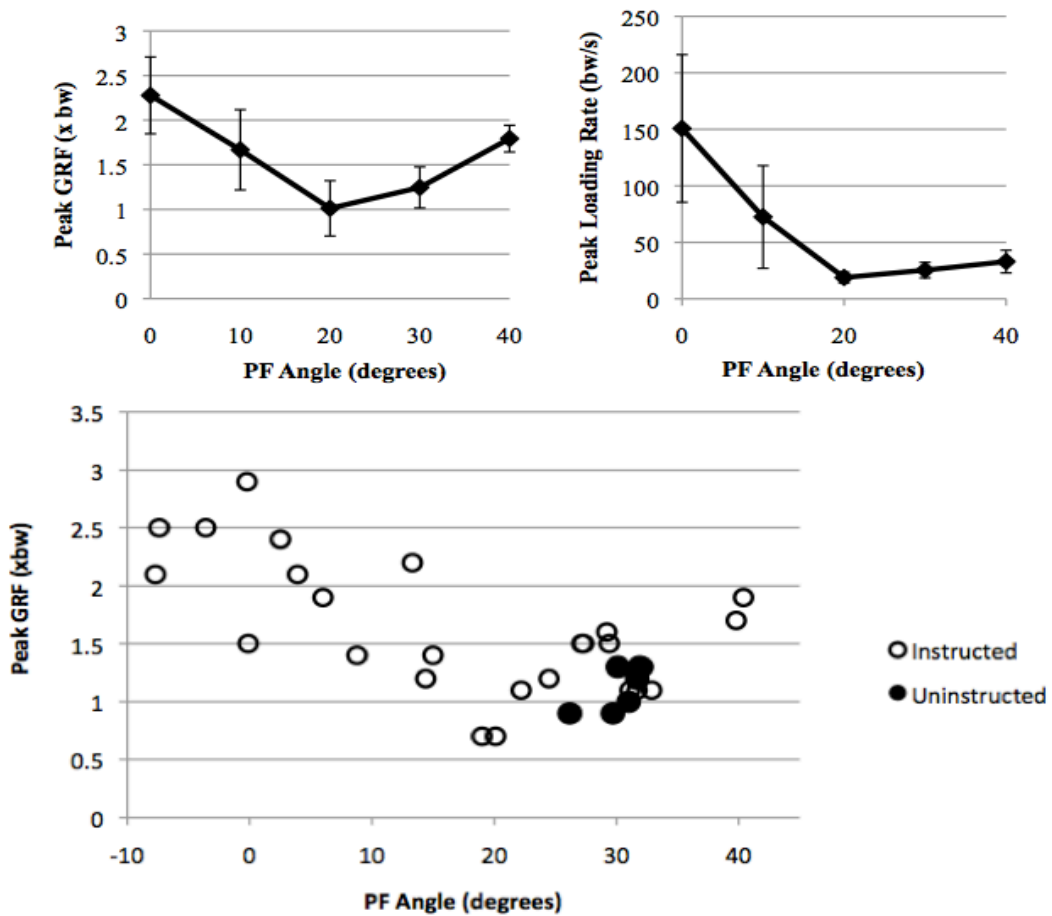 3
2.5
2
1.5
1
0.5
0
Peak GRF (x bw)
0 10 20 30 40
PF Angle (degrees)
250
200
150
100
50
0
Peak Loading Rate (bw/s)
0 20 40
PF Angle (degrees)
3.5
3
2.5
2
1.5
1
0.5
0
Peak GRF (xbw)
-10 0 10 20 30 40
PF Angle (degrees)
Instructed
Uninstructed